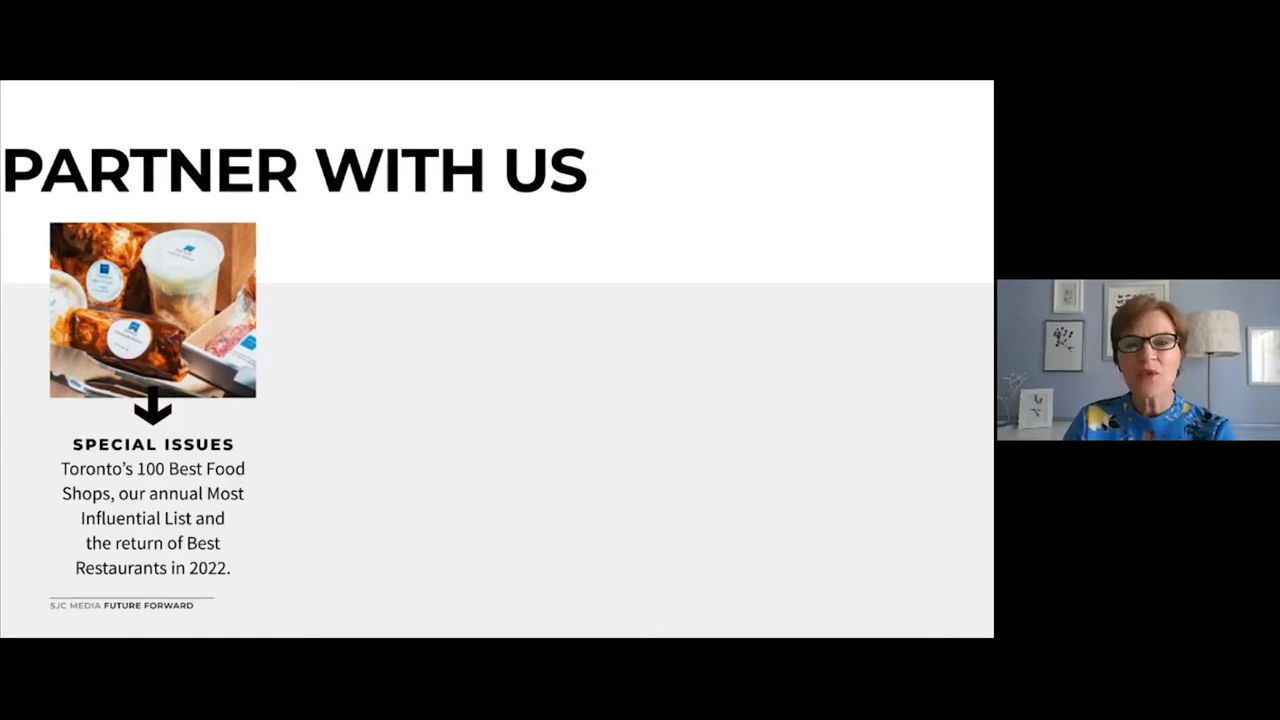 PARTNER WITH US
SPECIAL ISSUES
Toronto's 100 Best Food
Shops, our annual Most
Influential List and
the return of Best
Restaurants in 2022.
SJC MEDIA FUTURE FORWARD